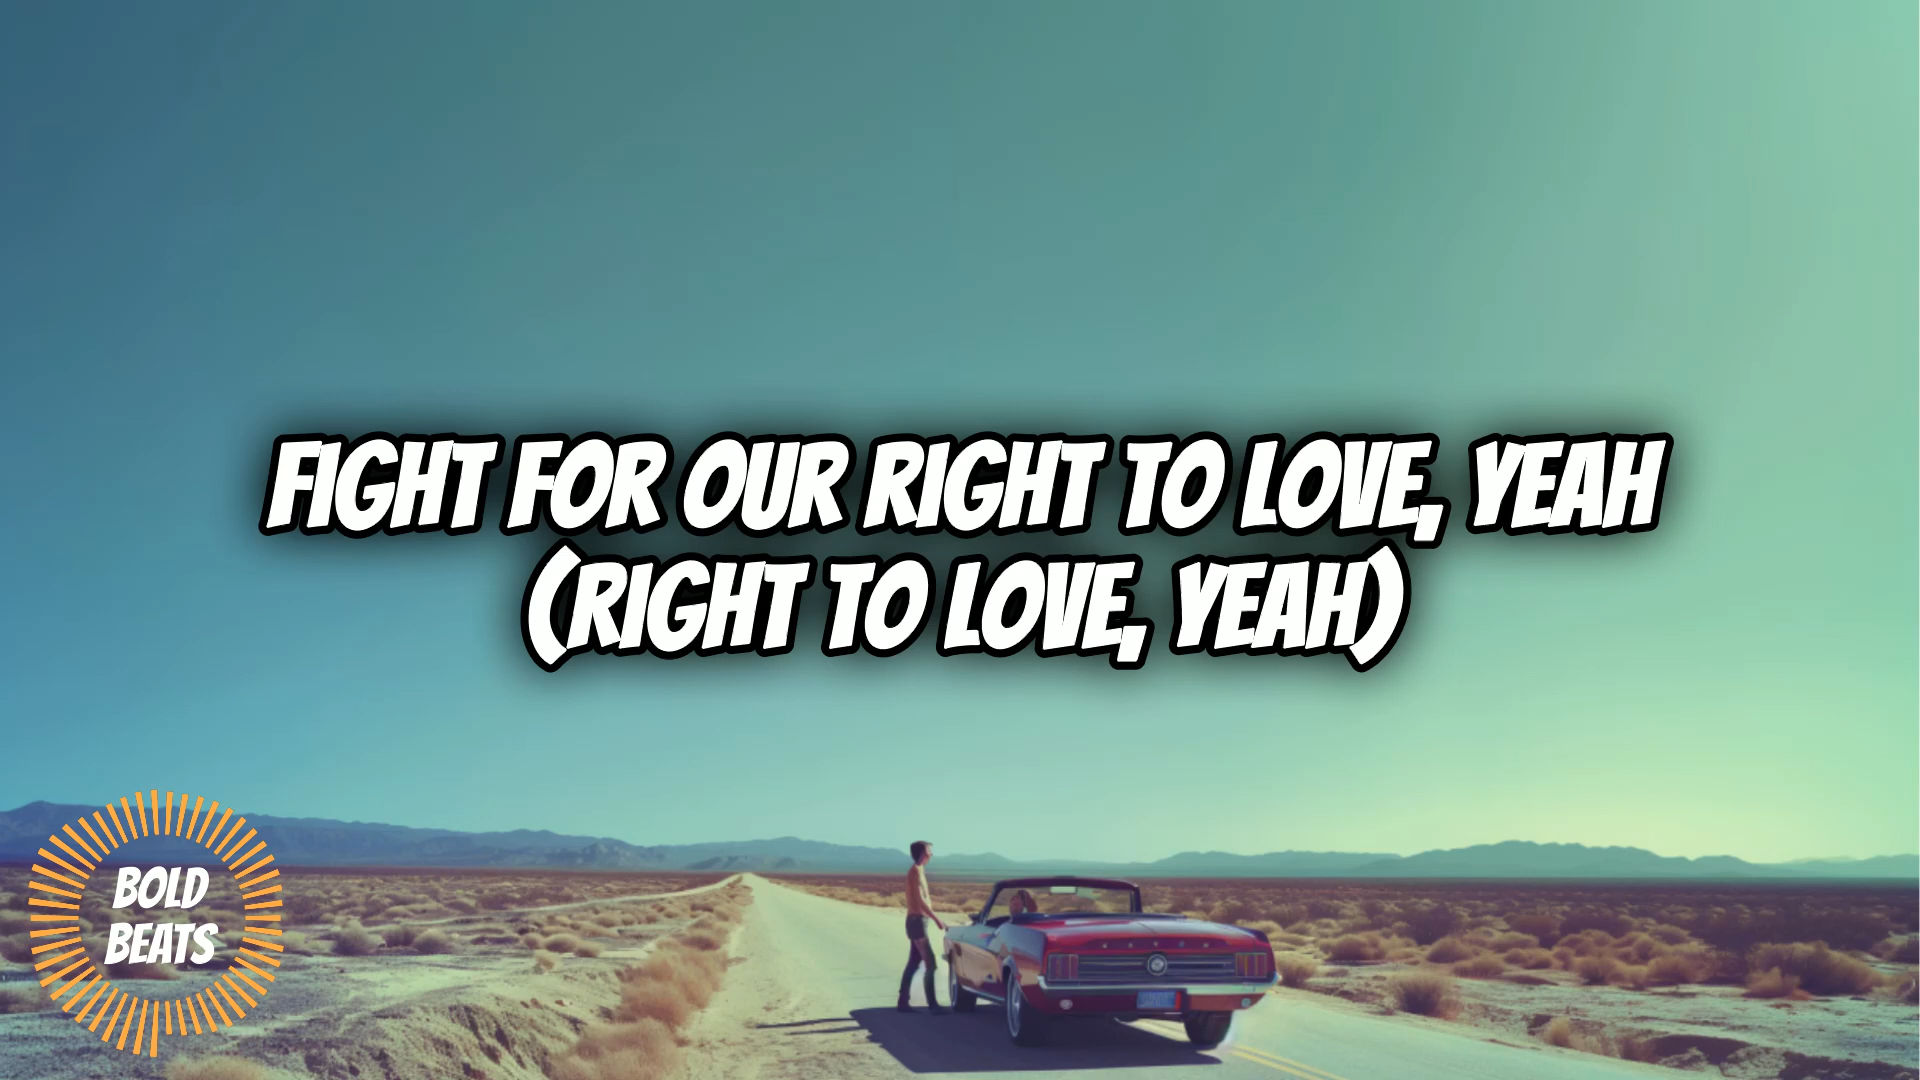 FIGHT FOR OUR RIGHT TO LOVE, YEAH
(RIGHT TO LOVE, YEAH)
BOLD
BEATS